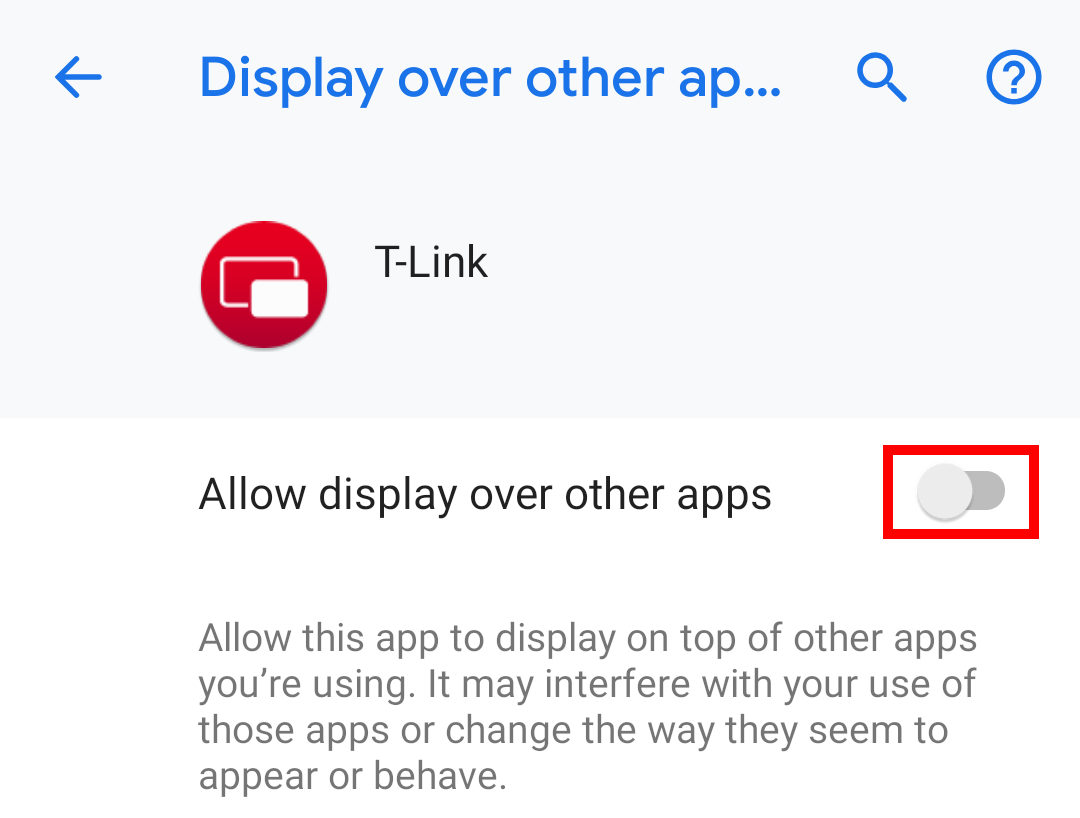 Display over other ap...
T-Link
Allow display over other apps
Allow this app to display on top of other apps
you’re using. It may interfere with your use of
those apps or change the way they seem to
appear or behave.